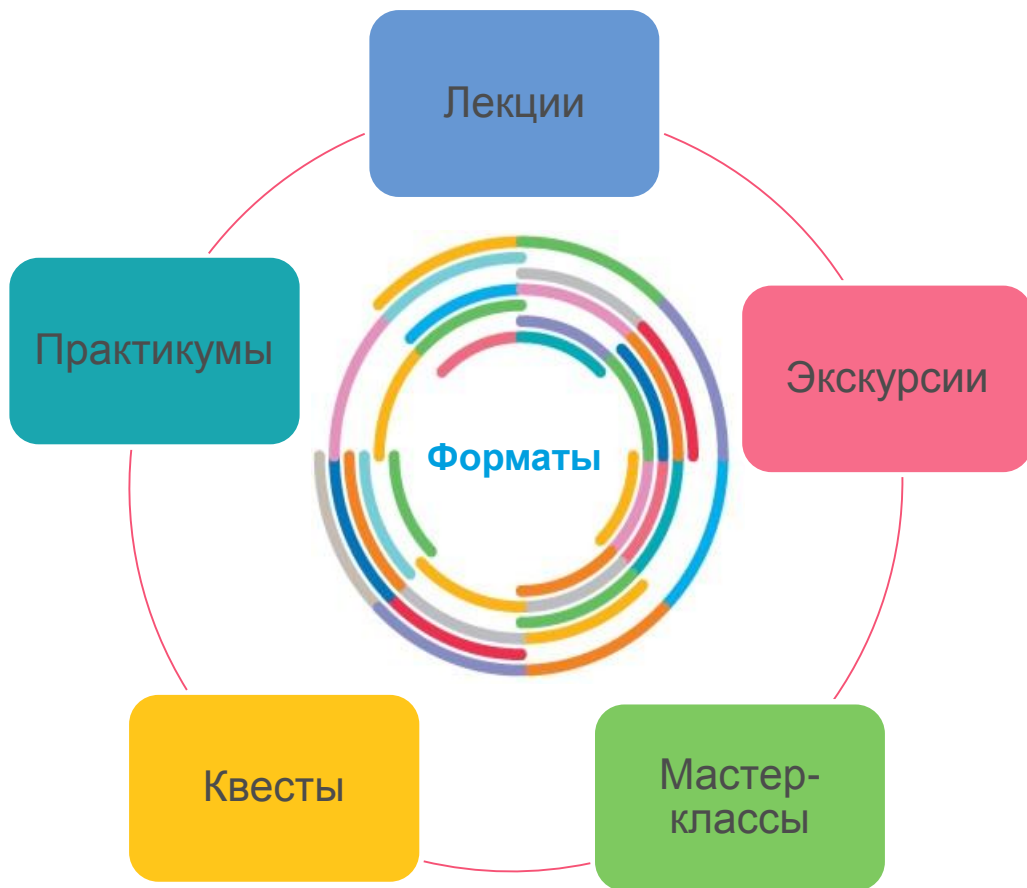 Лекции
Практикумы
Экскурсии
Форматы
Квесты
Мастер-
классы